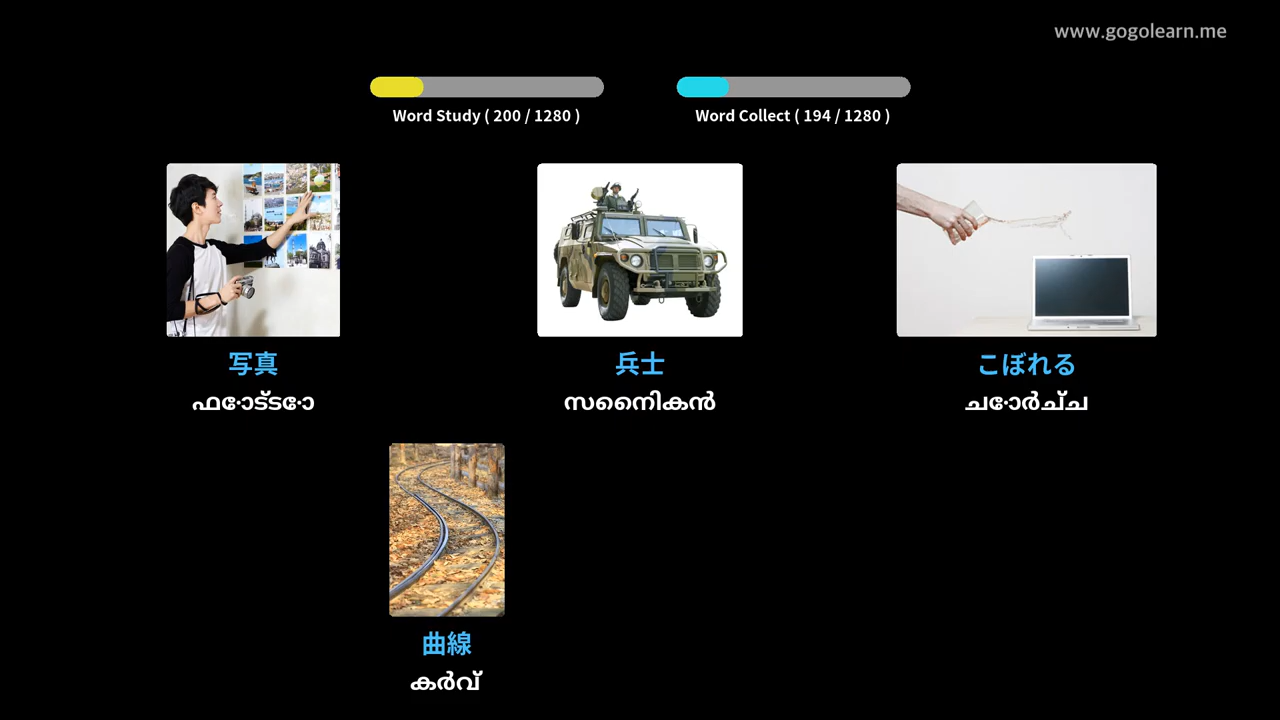 www.gogolearn.me
Word Study ( 200 / 1280 )
Word Collect ( 194 / 1280 )
写真
ഫോട്ടോ
兵士
സൈനികൻ
こぼれる
ചോർച്ച
曲線
കർവ്